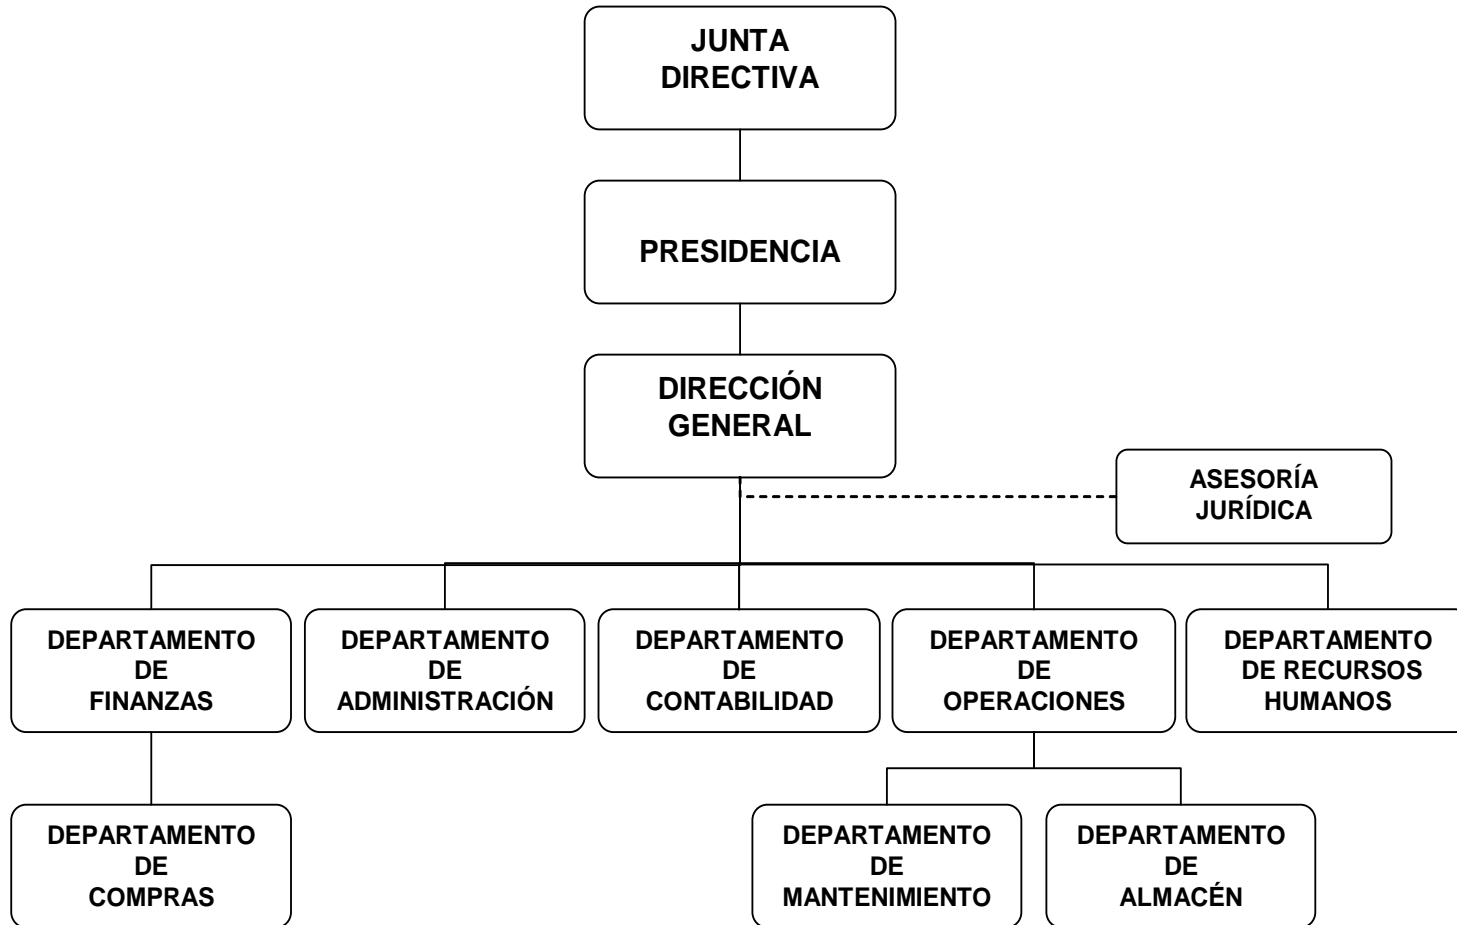 JUNTA
DIRECTIVA
PRESIDENCIA
DIRECCIÓN
GENERAL
ASESORÍA
JURÍDICA
DEPARTAMENTO
DE
FINANZAS
DEPARTAMENTO
DE
ADMINISTRACIÓN
DEPARTAMENTO
DE
CONTABILIDAD
DEPARTAMENTO
DE
OPERACIONES
DEPARTAMENTO
DE RECURSOS
HUMANOS
DEPARTAMENTO
DE
COMPRAS
DEPARTAMENTO
DE
MANTENIMIENTO
DEPARTAMENTO
DE
ALMACÉN